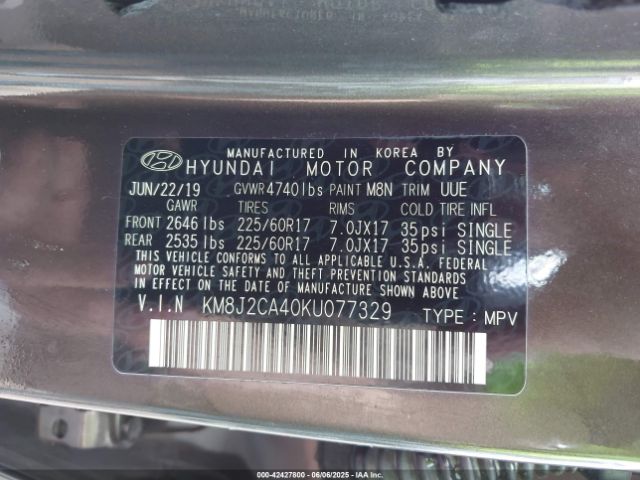 MANUFACTURED IN KOREA BY
HYUNDAI MOTOR COMPANY
JUN/22/19 GVWR4740lbs PAINT M8N TRIM UUE
GAWR TIRES RIMS COLD TIRE INFL
FRONT 2646lbs 225/60R17 7.0JX17 35psi SINGLE
REAR 2535lbs 225/60R17 7.0JX17 35psi SINGLE
THIS VEHICLE CONFORMS TO ALL APPLICABLE U.S.A. FEDERAL
MOTOR VEHICLE SAFETY AND THEFT PREVENTION STANDARDS
IN EFFECT ON THE DATE OF MANUFACTURE SHOWN ABOVE.
V.I.N KM8J2CA40KU077329 TYPE: MPV
000-42427800 - 06/06/2025 - IAAI.COM